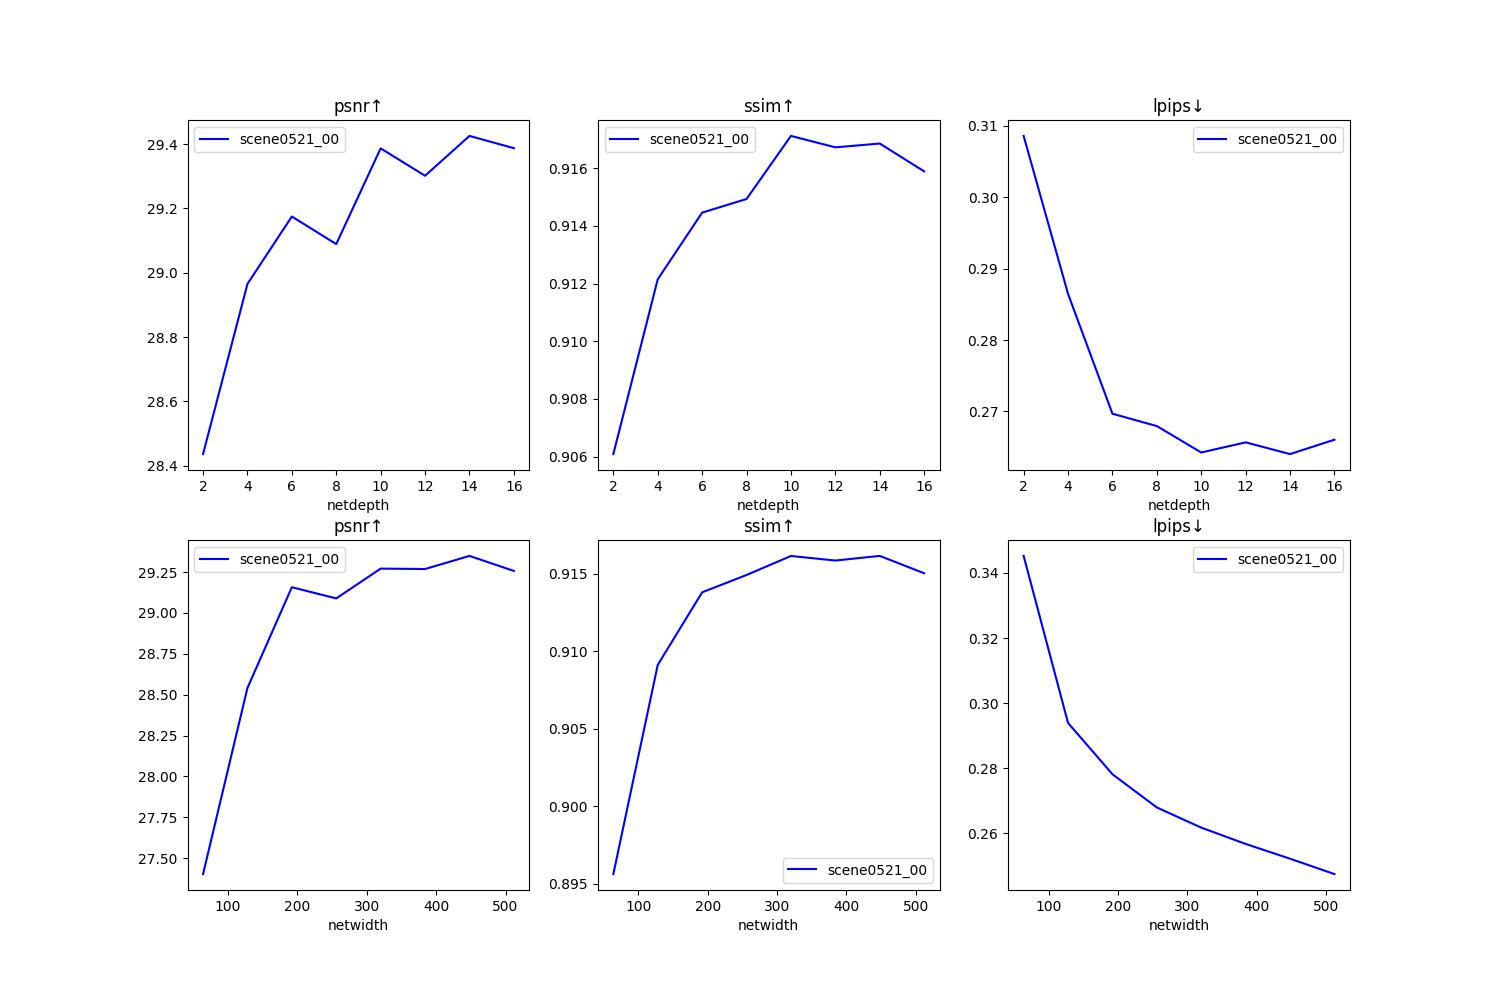 psnr↑ ssim↑ lpips↓
scene0521_00 scene0521_00 scene0521_00
29.4
29.2
29.0
28.8
28.6
28.4
2 4 6 8 10 12 14 16
netdepth
0.916
0.914
0.912
0.910
0.908
0.906
2 4 6 8 10 12 14 16
netdepth
0.31
0.30
0.29
0.28
0.27
2 4 6 8 10 12 14 16
netdepth
psnr↑ ssim↑ lpips↓
scene0521_00
29.25
29.00
28.75
28.50
28.25
28.00
27.75
27.50
100 200 300 400 500
netwidth
0.915
0.910
0.905
0.900
0.895
scene0521_00
100 200 300 400 500
netwidth
scene0521_00
0.34
0.32
0.30
0.28
0.26
100 200 300 400 500
netwidth